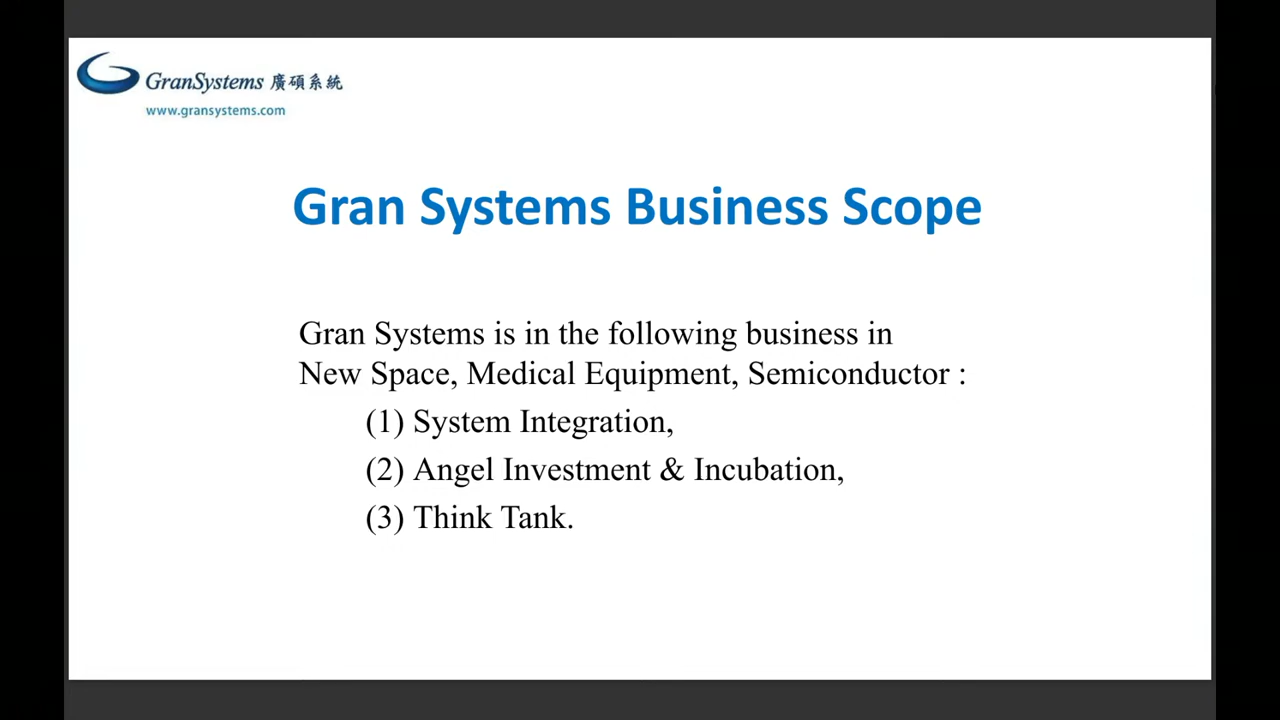 GranSystems 廣碩系統
www.gransystems.com
Gran Systems Business Scope
Gran Systems is in the following business in
New Space, Medical Equipment, Semiconductor :
(1) System Integration,
(2) Angel Investment & Incubation,
(3) Think Tank.